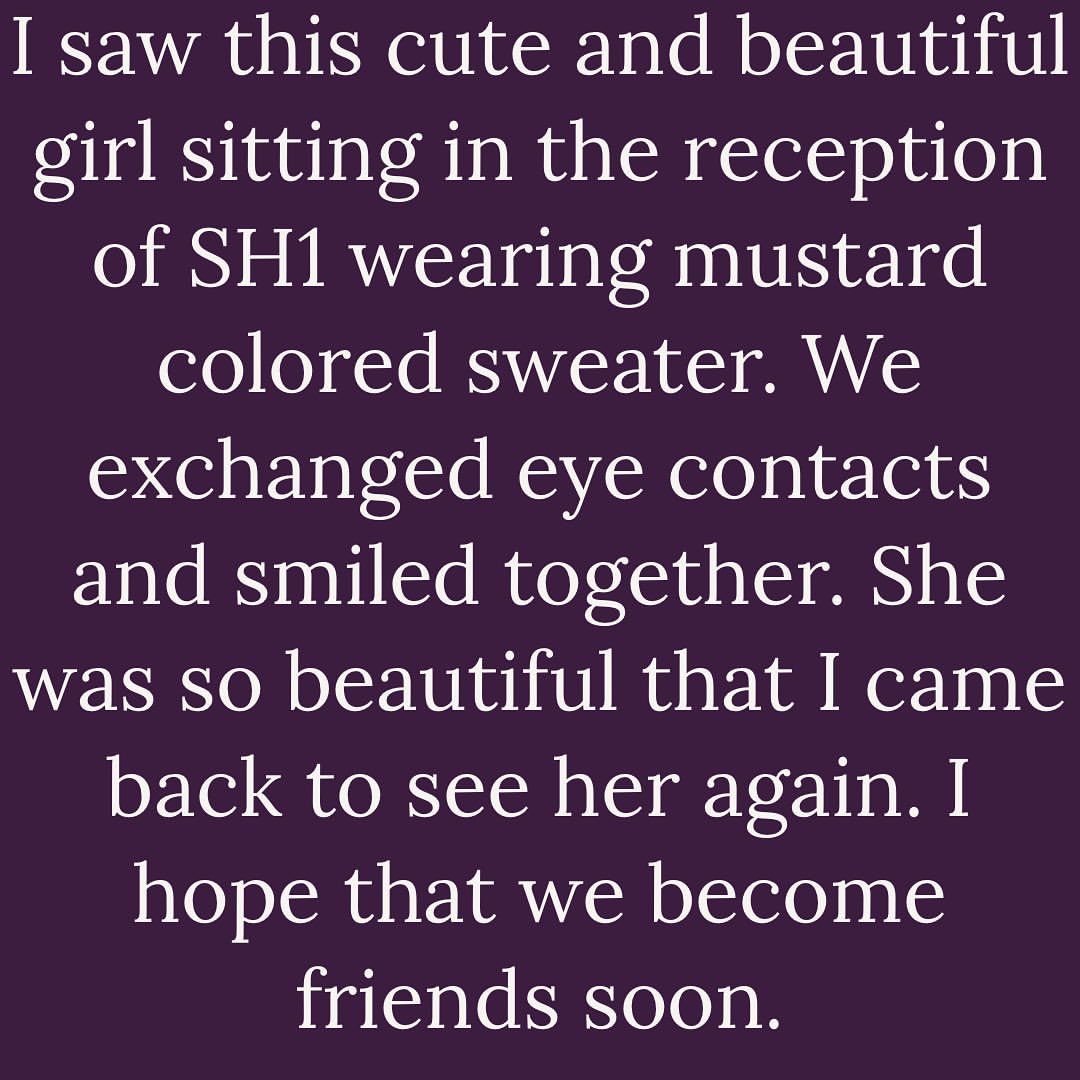 I saw this cute and beautiful
girl sitting in the reception
of SH1 wearing mustard
colored sweater. We
exchanged eye contacts
and smiled together. She
was so beautiful that I came
back to see her again. I
hope that we become
friends soon.